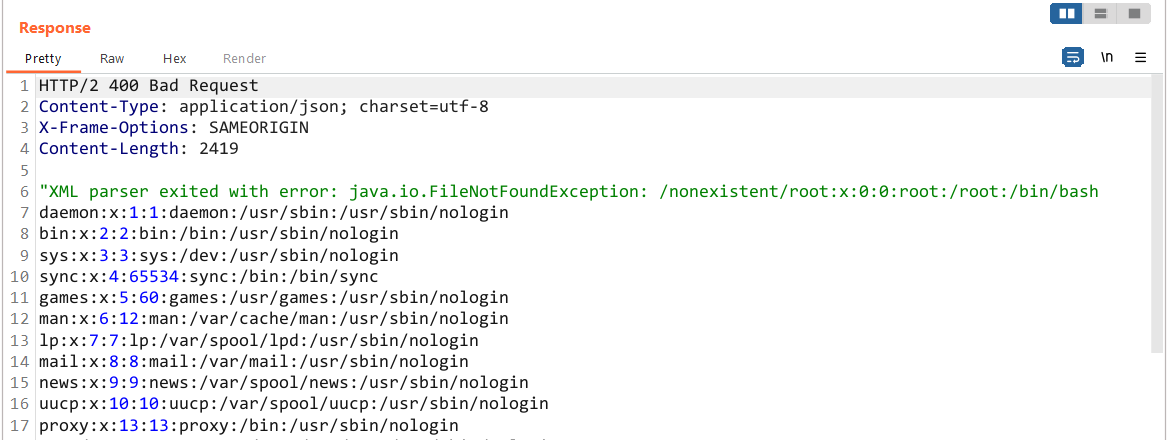 Response
Pretty Raw Hex Render \n
1 HTTP/2 400 Bad Request
2 Content-Type: application/json; charset=utf-8
3 X-Frame-Options: SAMEORIGIN
4 Content-Length: 2419
5
6 "XML parser exited with error: java.io.FileNotFoundException: /nonexistent/root:x:0:0:root:/root:/bin/bash
7 daemon:x:1:1:daemon:/usr/sbin:/usr/sbin/nologin
8 bin:x:2:2:bin:/bin:/usr/sbin/nologin
9 sys:x:3:3:sys:/dev:/usr/sbin/nologin
10 sync:x:4:65534:sync:/bin:/bin/sync
11 games:x:5:60:games:/usr/games:/usr/sbin/nologin
12 man:x:6:12:man:/var/cache/man:/usr/sbin/nologin
13 lp:x:7:7:lp:/var/spool/lpd:/usr/sbin/nologin
14 mail:x:8:8:mail:/var/mail:/usr/sbin/nologin
15 news:x:9:9:news:/var/spool/news:/usr/sbin/nologin
16 uucp:x:10:10:uucp:/var/spool/uucp:/usr/sbin/nologin
17 proxy:x:13:13:proxy:/bin:/usr/sbin/nologin